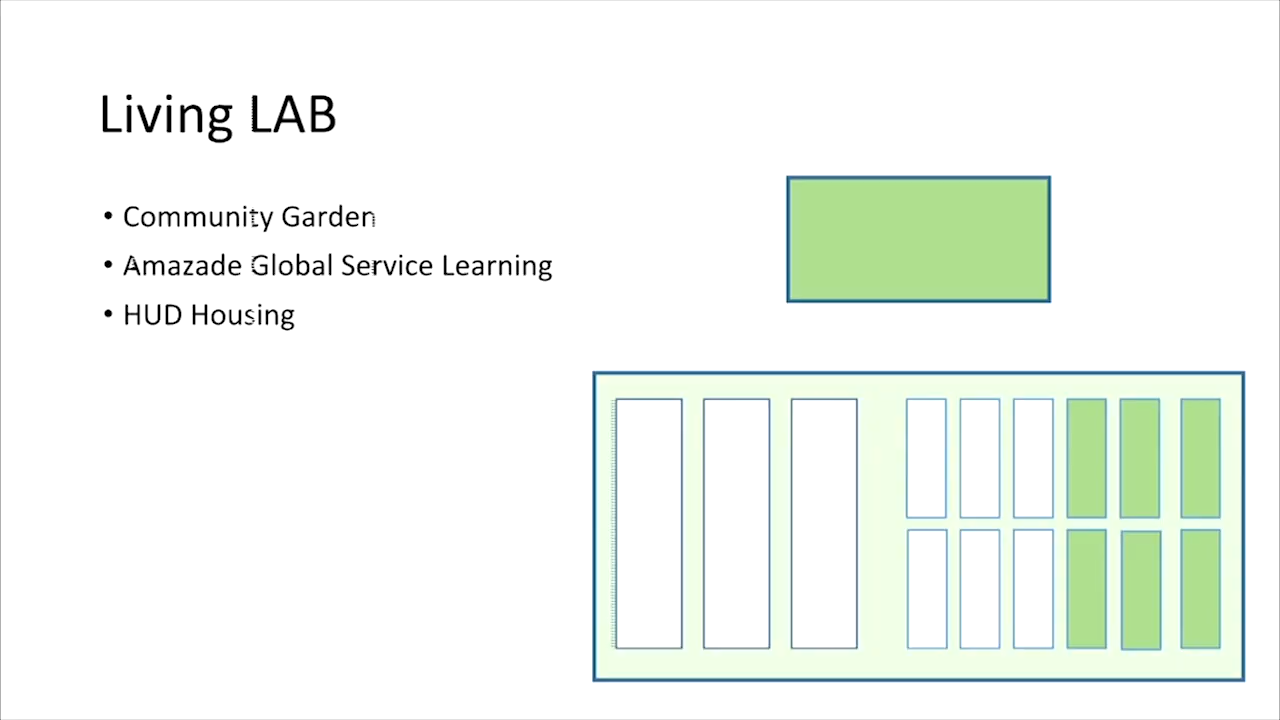 Living LAB
• Community Garden
• Amazade Global Service Learning
• HUD Housing